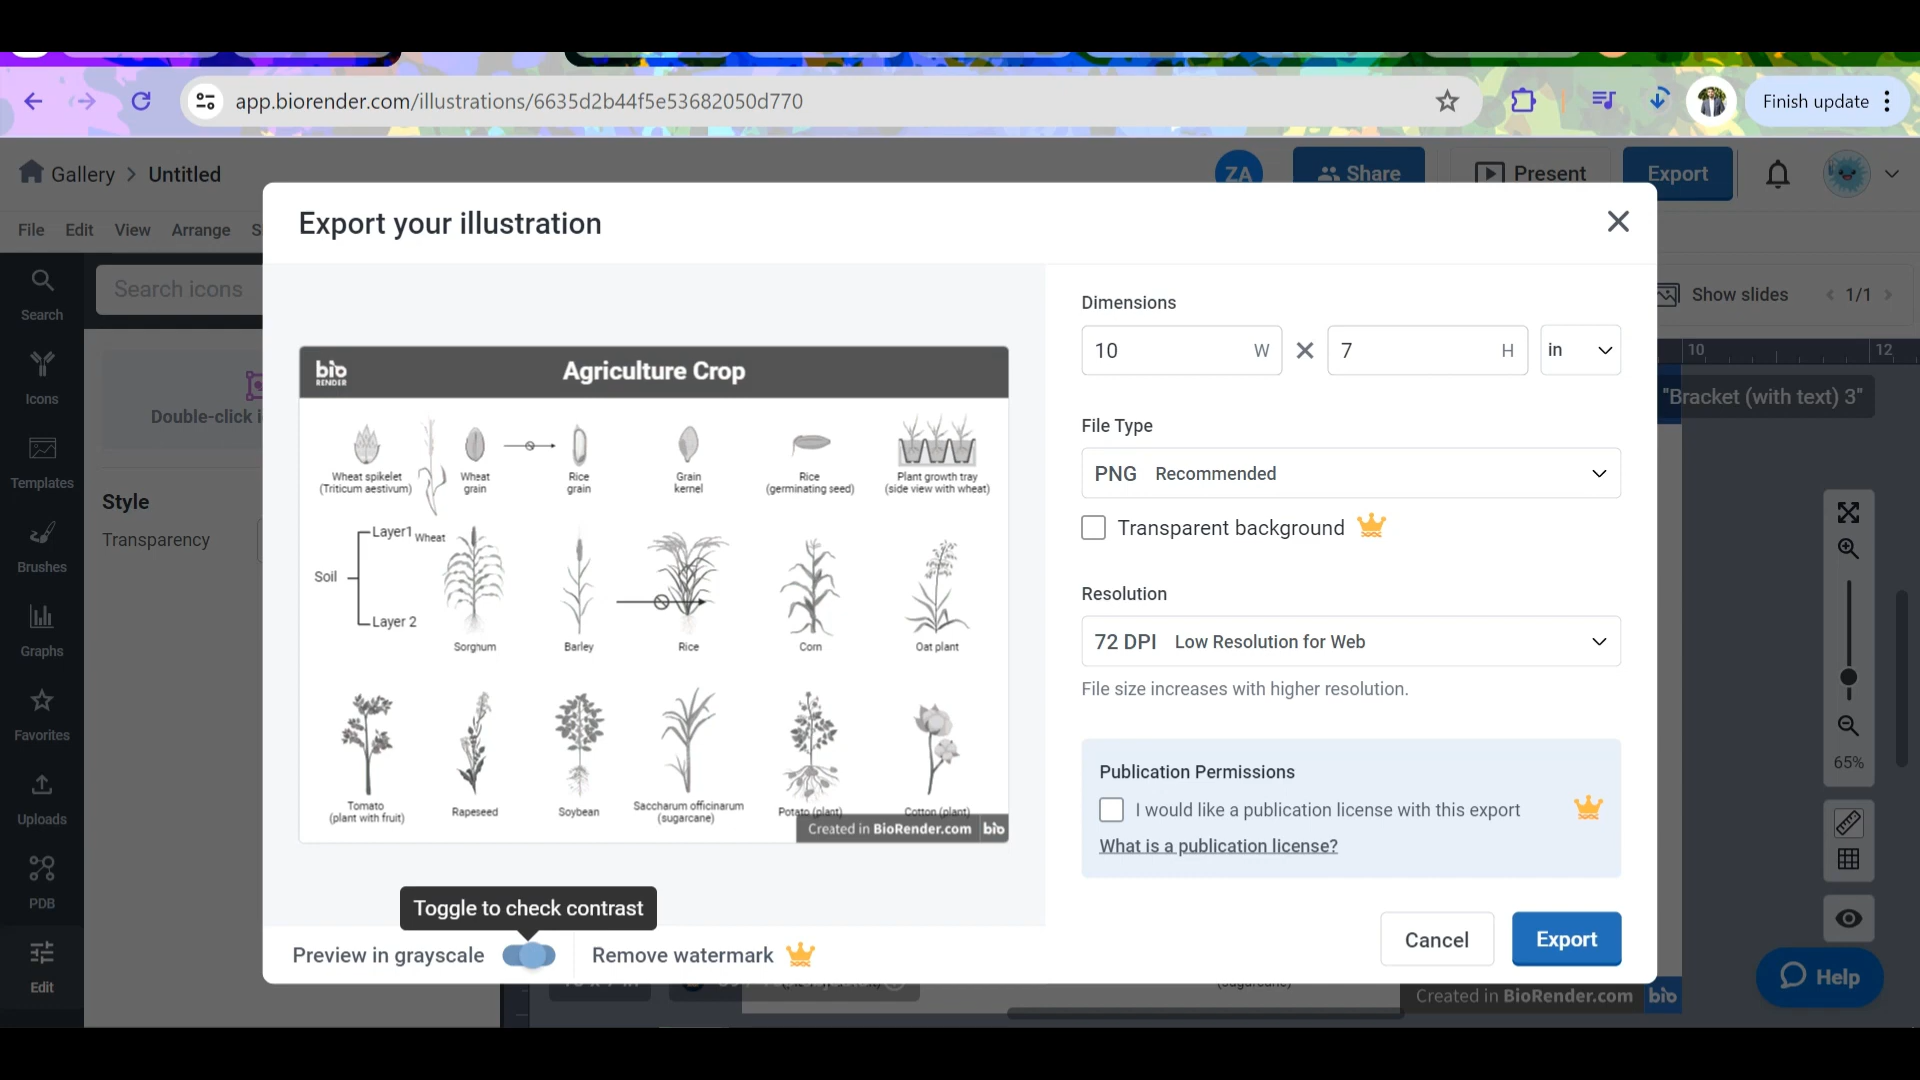 app.biorender.com/illustrations/6635d2b44f5e53682050d770
Finish update
Gallery > Untitled
ZA
Share
Present
Export
File Edit View Arrange S
Export your illustration
Search icons
Show slides
1/1
Search
Icons
Templates
Brushes
Graphs
Favorites
Uploads
PDB
Edit
Double-click i
Style
Transparency
10
12
"Bracket (with text) 3"
65%
bio
RENDER
Agriculture Crop
Wheat spikelet
(Triticum aestivum)
Wheat
grain
Rice
grain
Grain
kernel
Rice
(germinating seed)
Plant growth tray
(side view with wheat)
Soil
Layer1
Wheat
Layer 2
Sorghum
Barley
Rice
Corn
Oat plant
Tomato
(plant with fruit)
Rapeseed
Soybean
Saccharum officinarum
(sugarcane)
Potato (plant)
Cotton (plant)
Created in BioRender.com bio
Toggle to check contrast
Preview in grayscale
Remove watermark
Dimensions
10 W
7 H
in
File Type
PNG Recommended
Transparent background
Resolution
72 DPI Low Resolution for Web
File size increases with higher resolution.
Publication Permissions
I would like a publication license with this export
What is a publication license?
Cancel
Export
Help
(sugarcane)
Created in BioRender.com bio